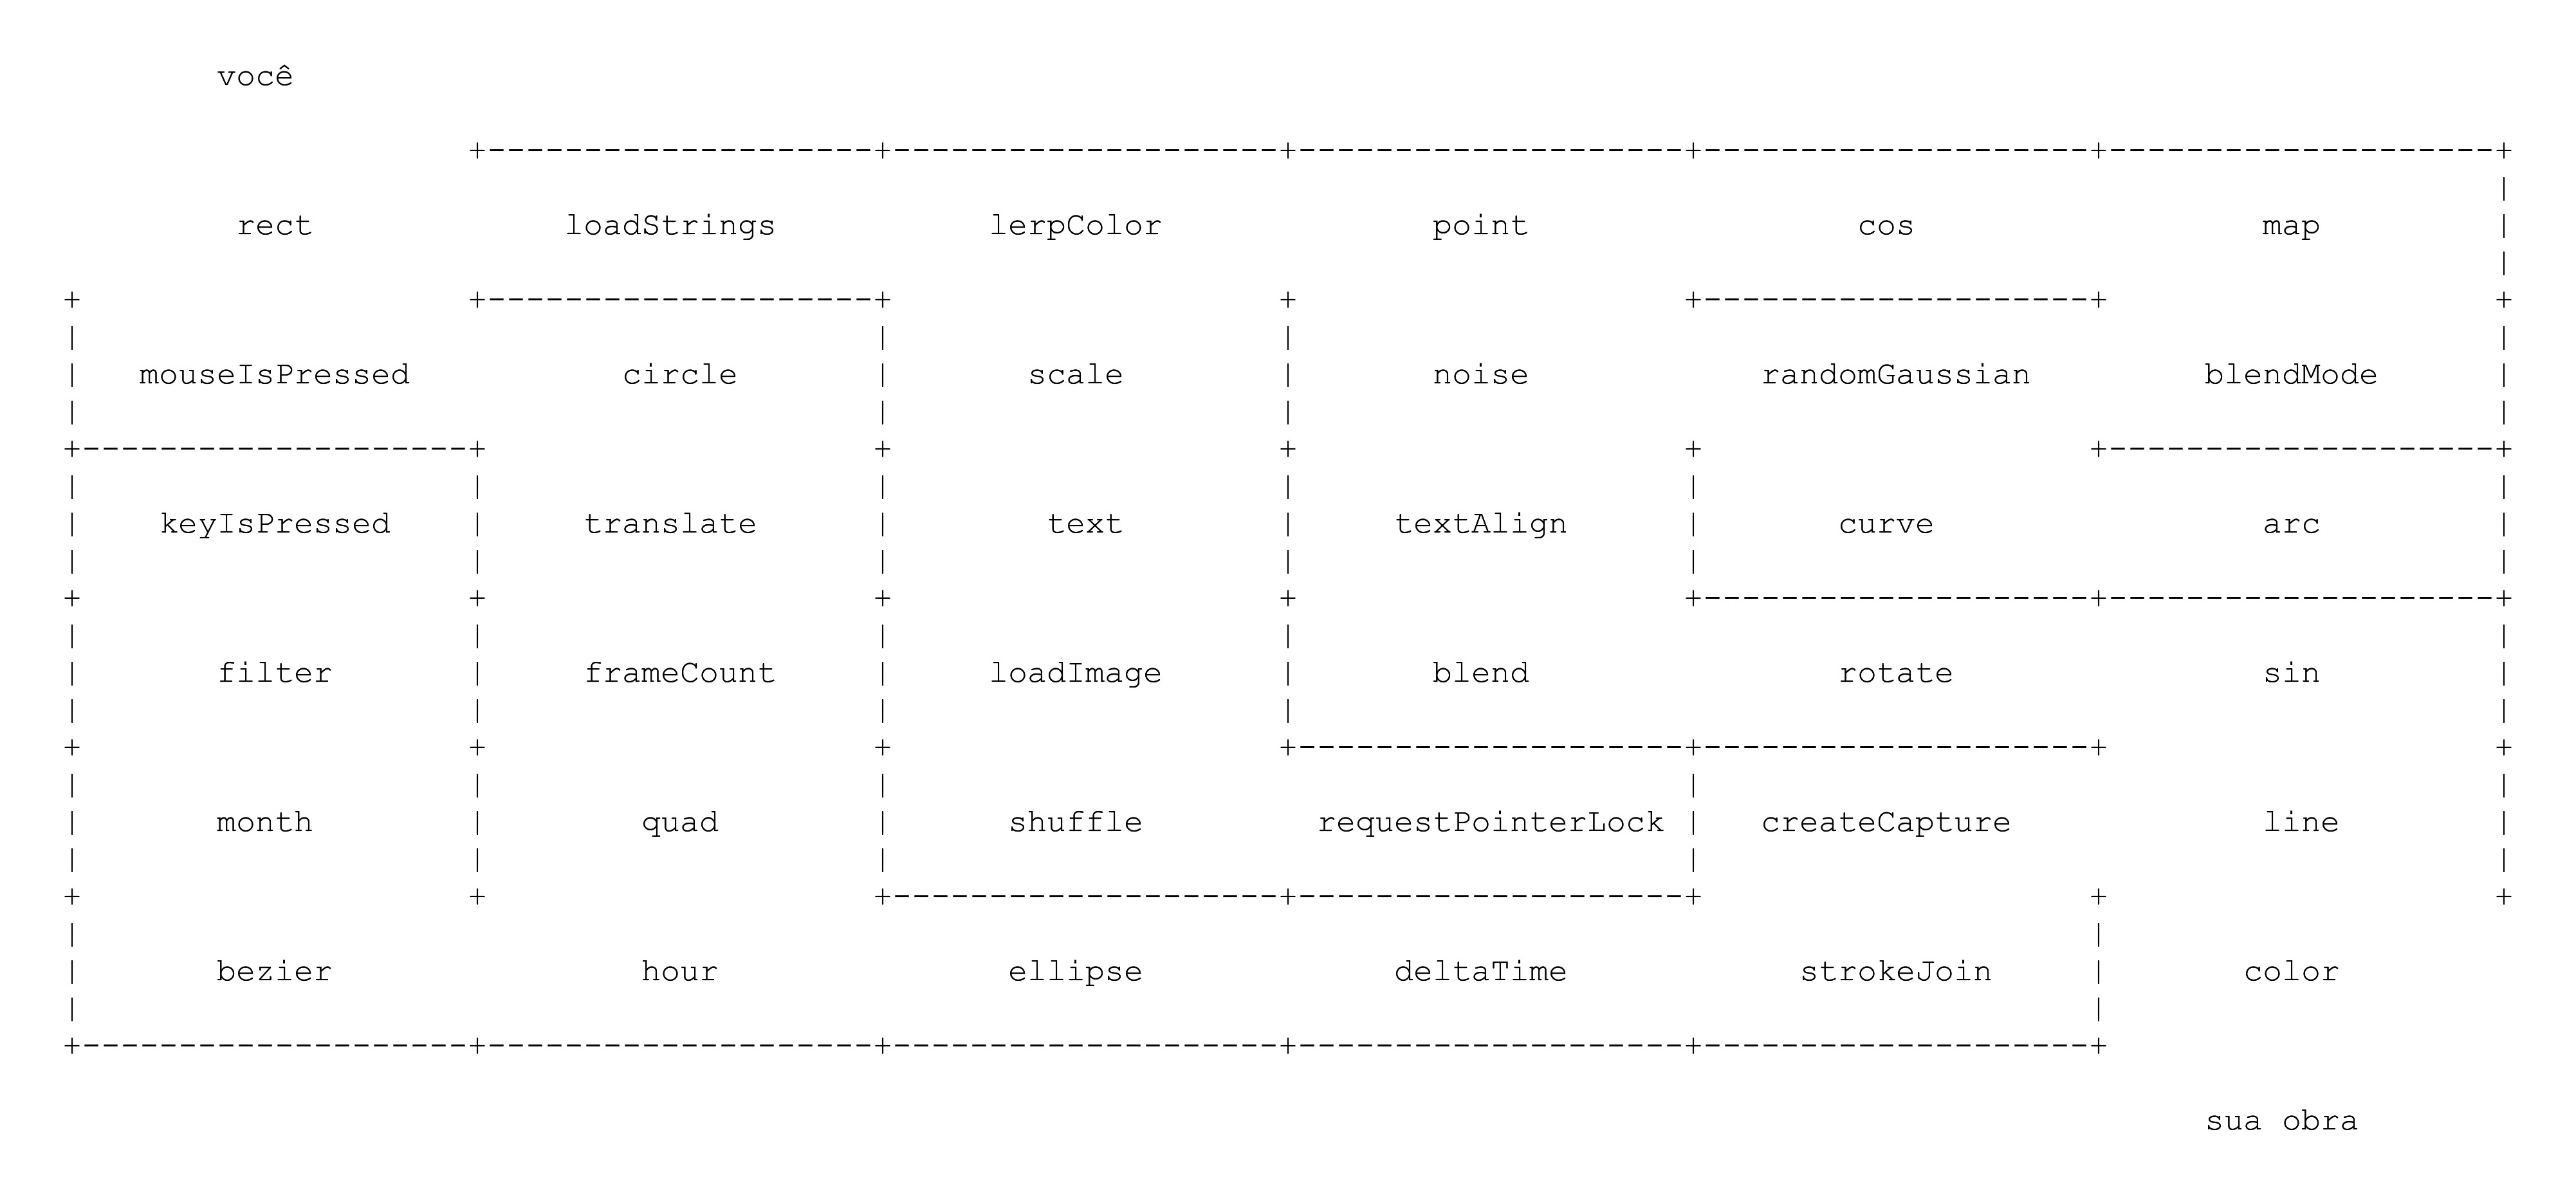 você
rect loadStrings lerpColor point cos map
mouseIsPressed circle scale noise randomGaussian blendMode
keyIsPressed translate text textAlign curve arc
filter frameCount loadImage blend rotate sin
month quad shuffle requestPointerLock createCapture line
bezier hour ellipse deltaTime strokeJoin color
sua obra